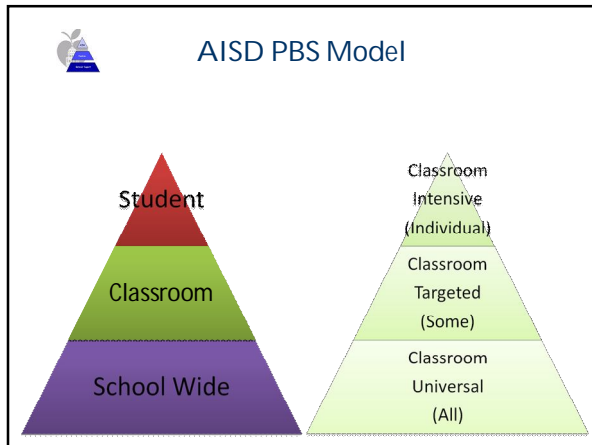 AISD PBS Model
Student
Classroom
School Wide
Classroom
Intensive
(Individual)
Classroom
Targeted
(Some)
Classroom
Universal
(All)